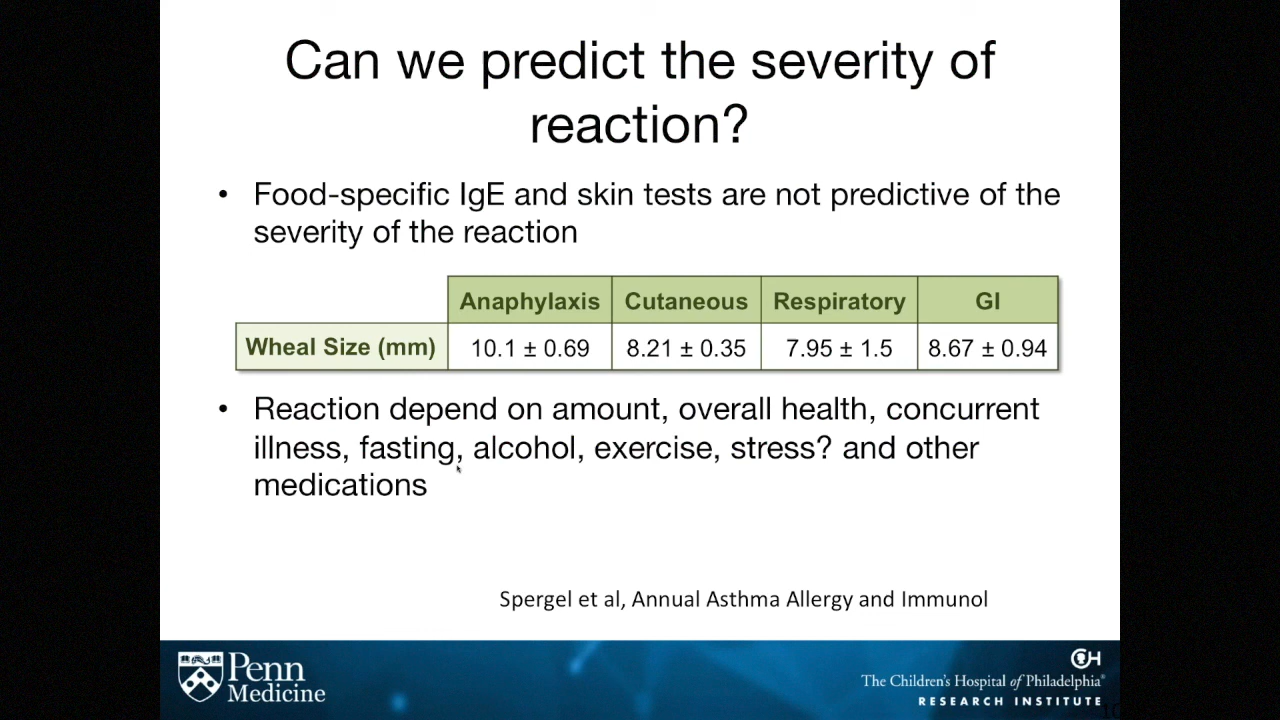 Can we predict the severity of
reaction?
• Food-specific IgE and skin tests are not predictive of the
severity of the reaction
Anaphylaxis Cutaneous Respiratory GI
Wheal Size (mm) 10.1 ± 0.69 8.21 ± 0.35 7.95 ± 1.5 8.67 ± 0.94
• Reaction depend on amount, overall health, concurrent
illness, fasting, alcohol, exercise, stress? and other
medications
Spergel et al, Annual Asthma Allergy and Immunol
Penn
Medicine
The Children's Hospital of Philadelphia®
RESEARCH INSTITUTE